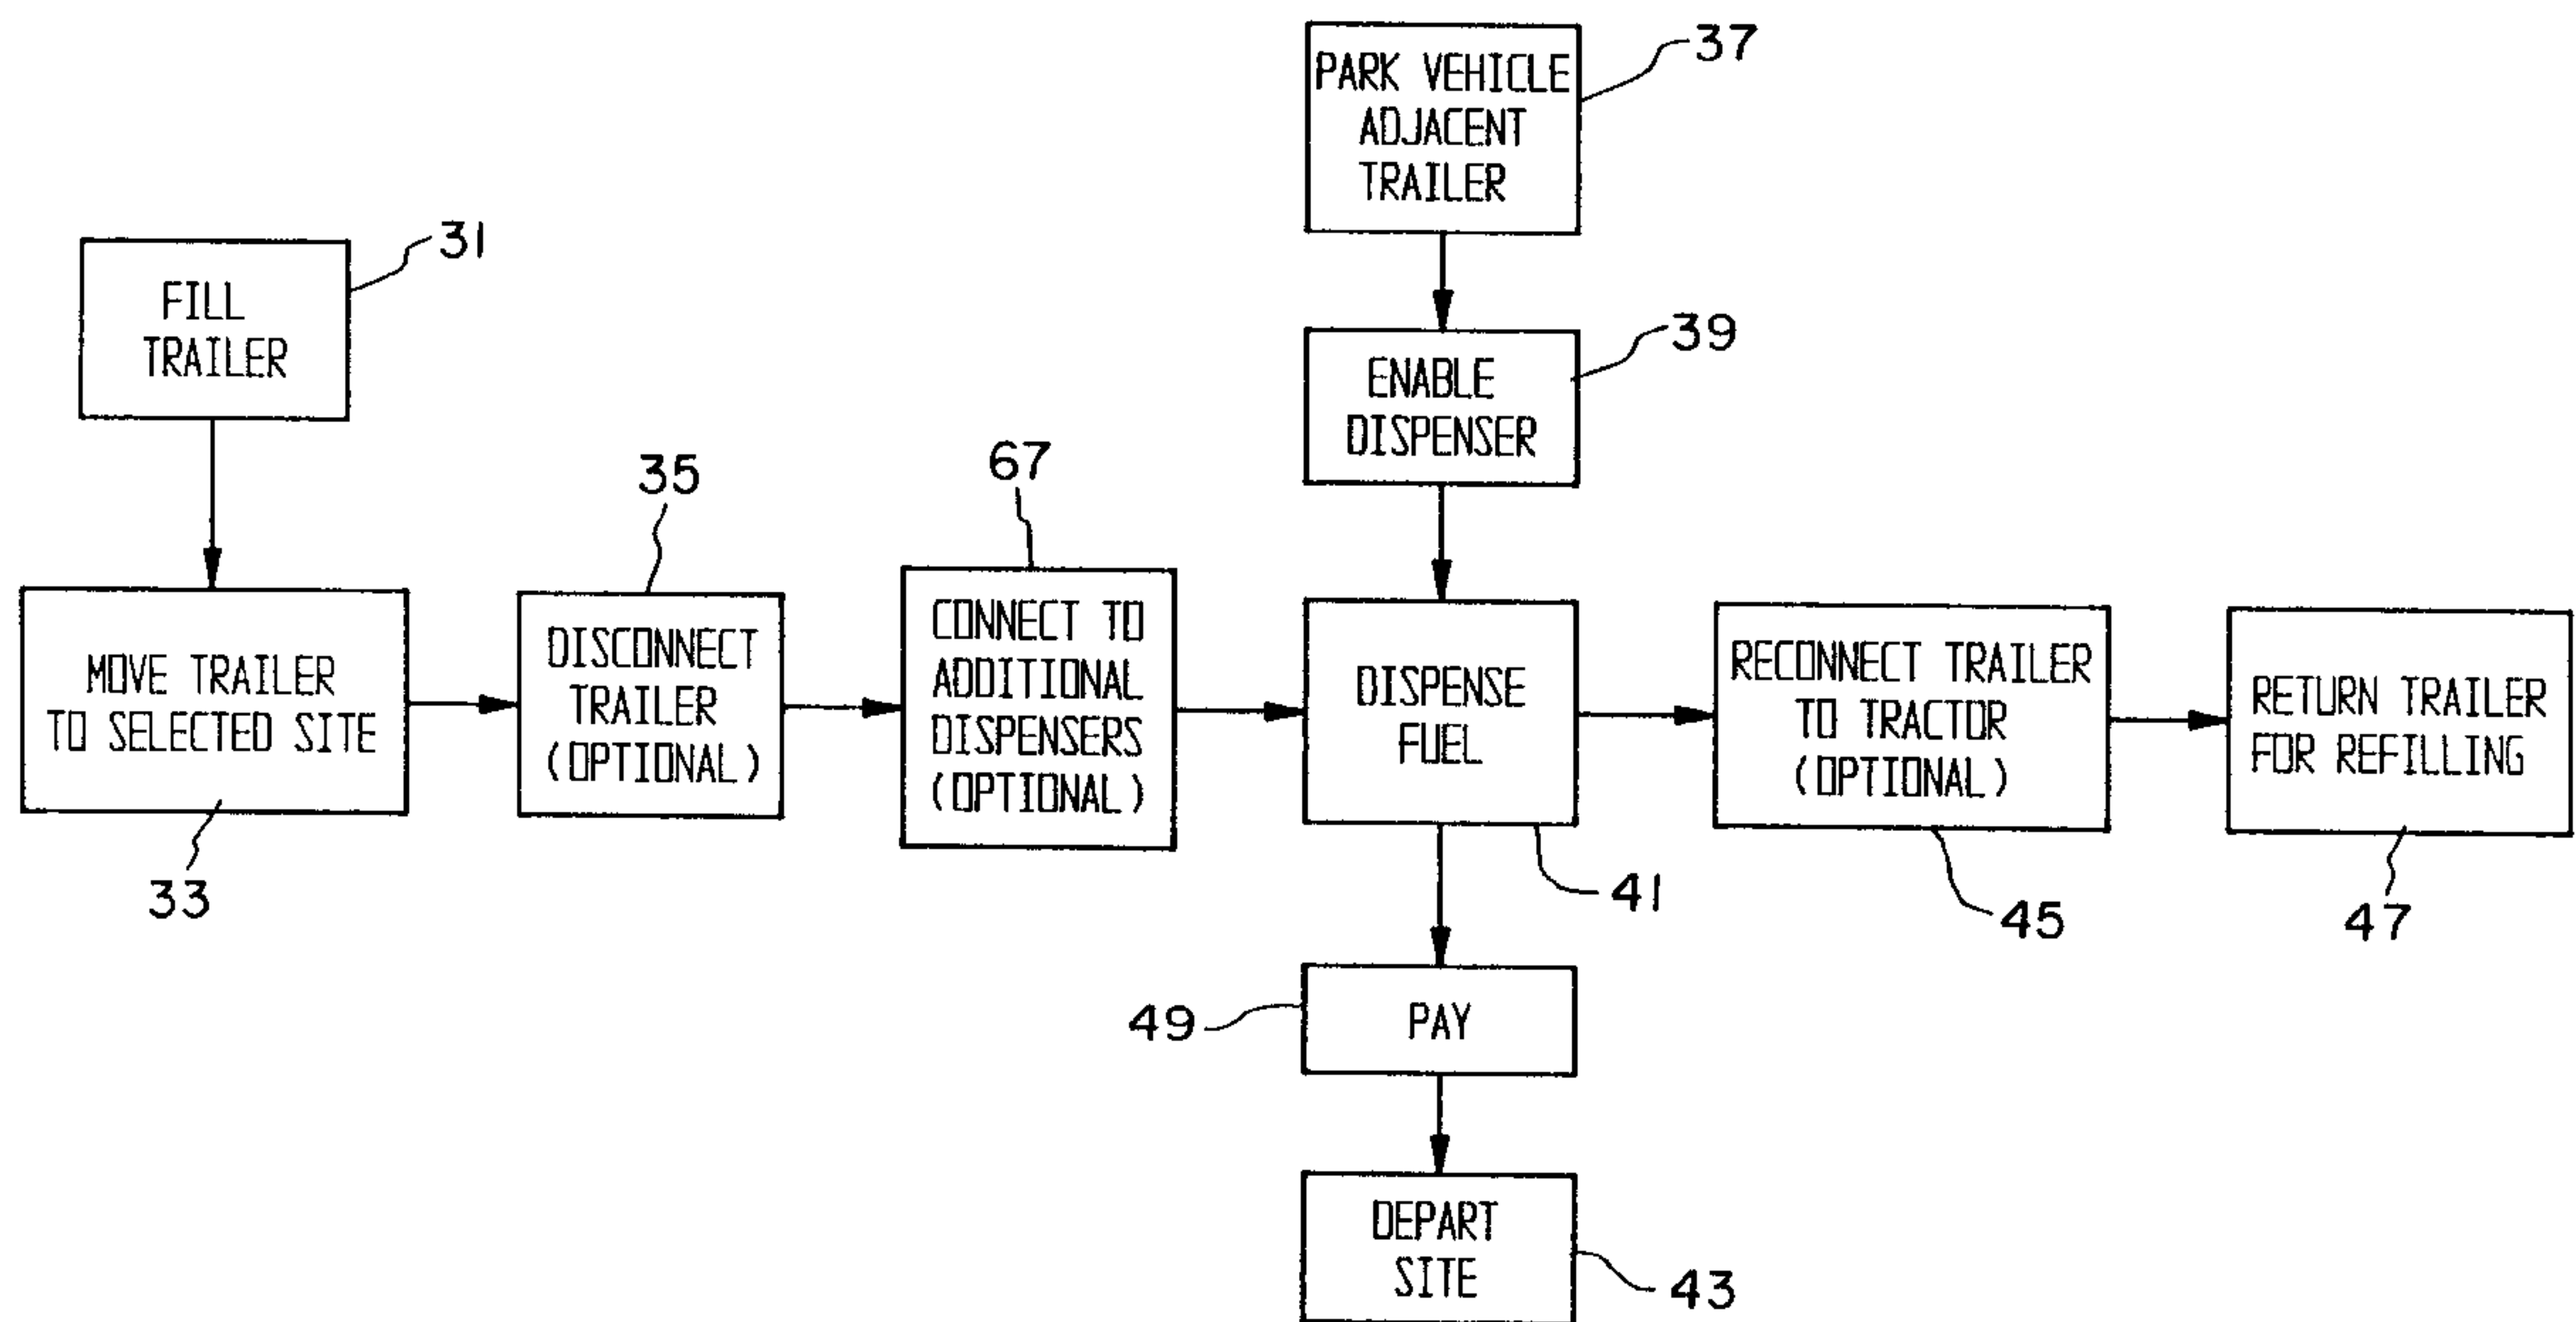 FILL
TRAILER
31
MOVE TRAILER
TO SELECTED SITE
33
DISCONNECT
TRAILER
(OPTIONAL)
35
CONNECT TO
ADDITIONAL
DISPENSERS
(OPTIONAL)
67
PARK VEHICLE
ADJACENT
TRAILER
37
ENABLE
DISPENSER
39
DISPENSE
FUEL
41
PAY
49
DEPART
SITE
43
RECONNECT TRAILER
TO TRACTOR
(OPTIONAL)
45
RETURN TRAILER
FOR REFILLING
47